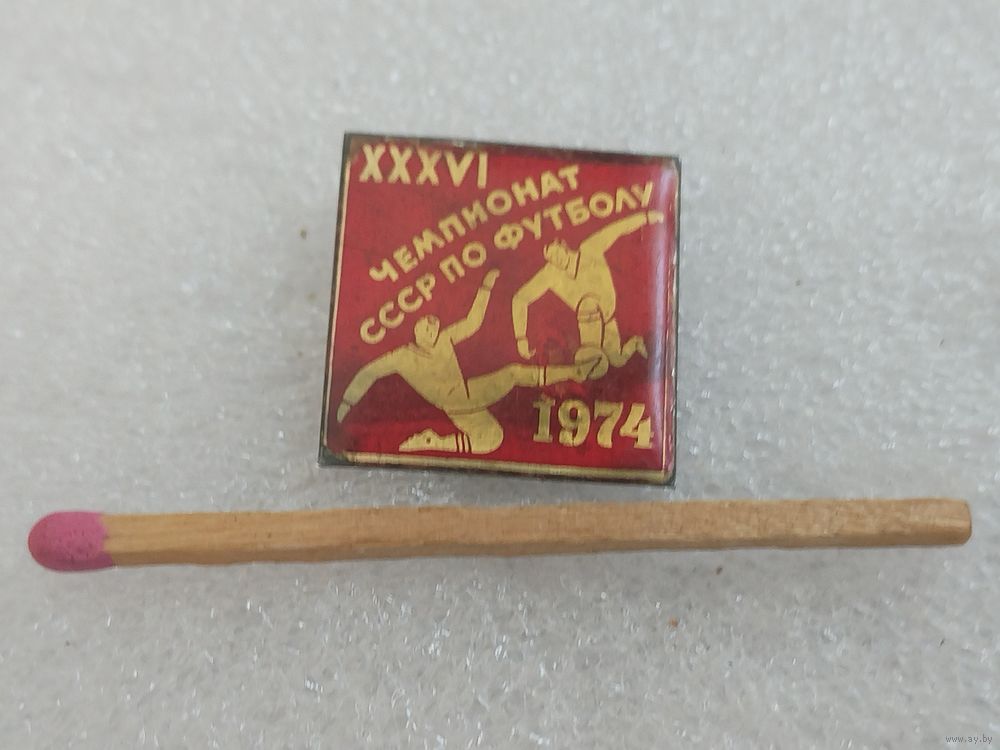 XXXVI
ЧЕМПИОНАТ
СССР ПО ФУТБОЛУ
1974
www.ay.by